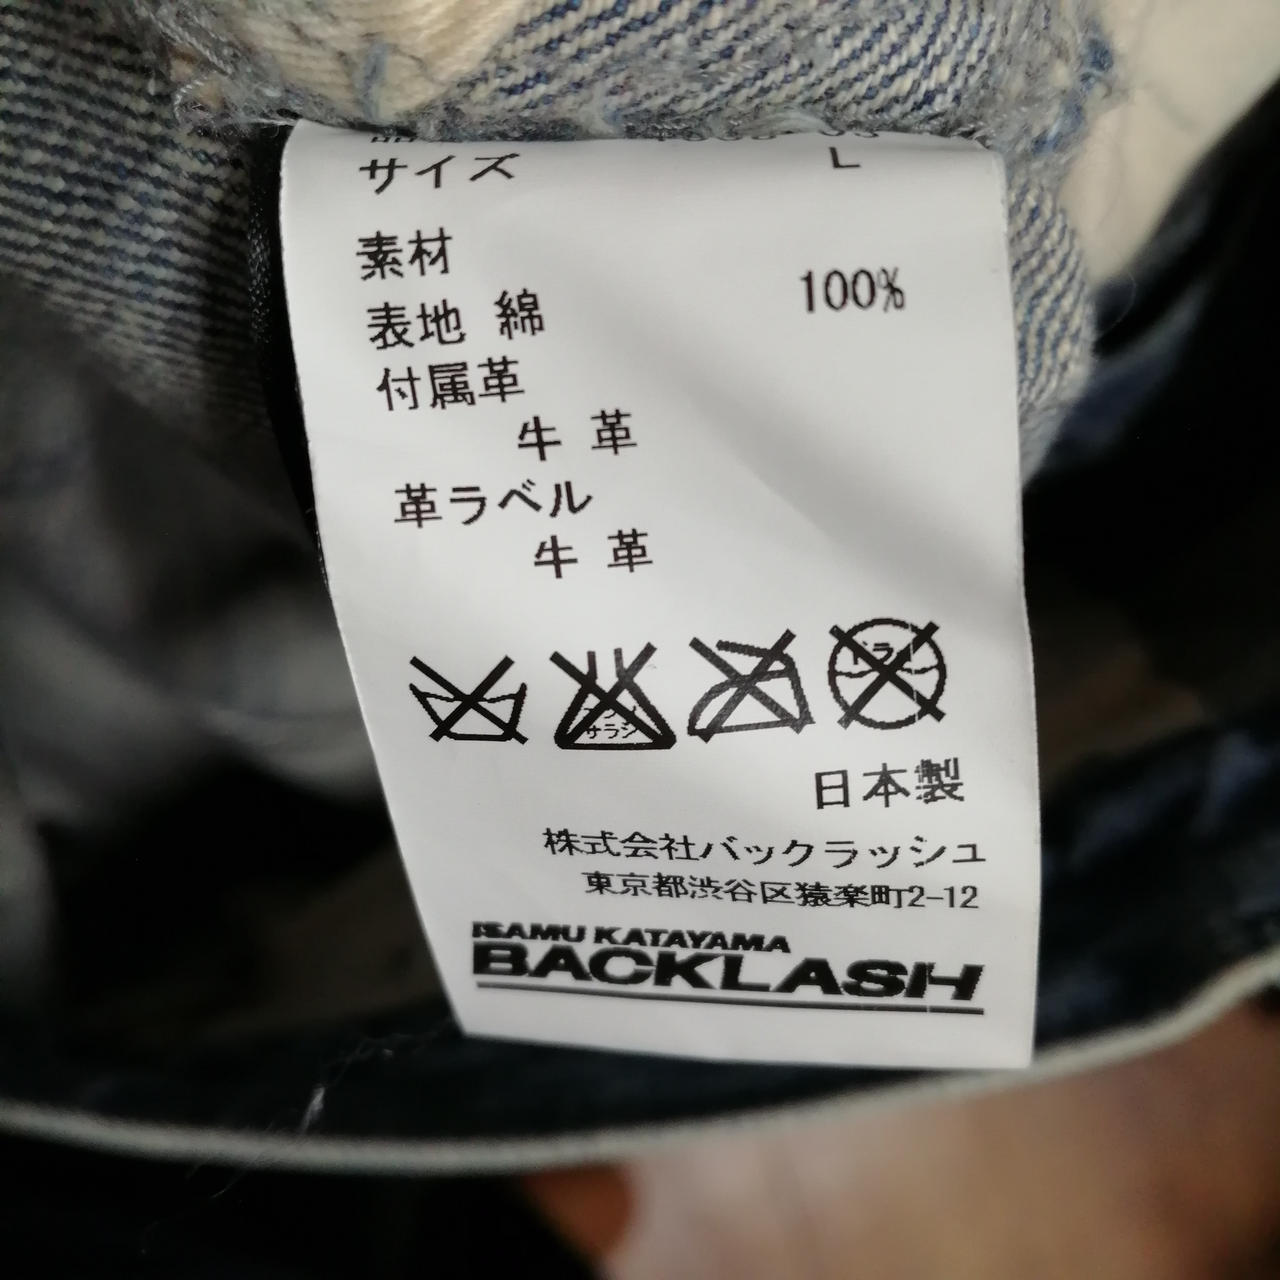 サイズ L
素材
表地 綿 100%
付属革
牛 革
革ラベル
牛 革
サラシ
日本製
株式会社バックラッシュ
東京都渋谷区猿楽町2-12
ISAMU KATAYAMA
BACKLASH